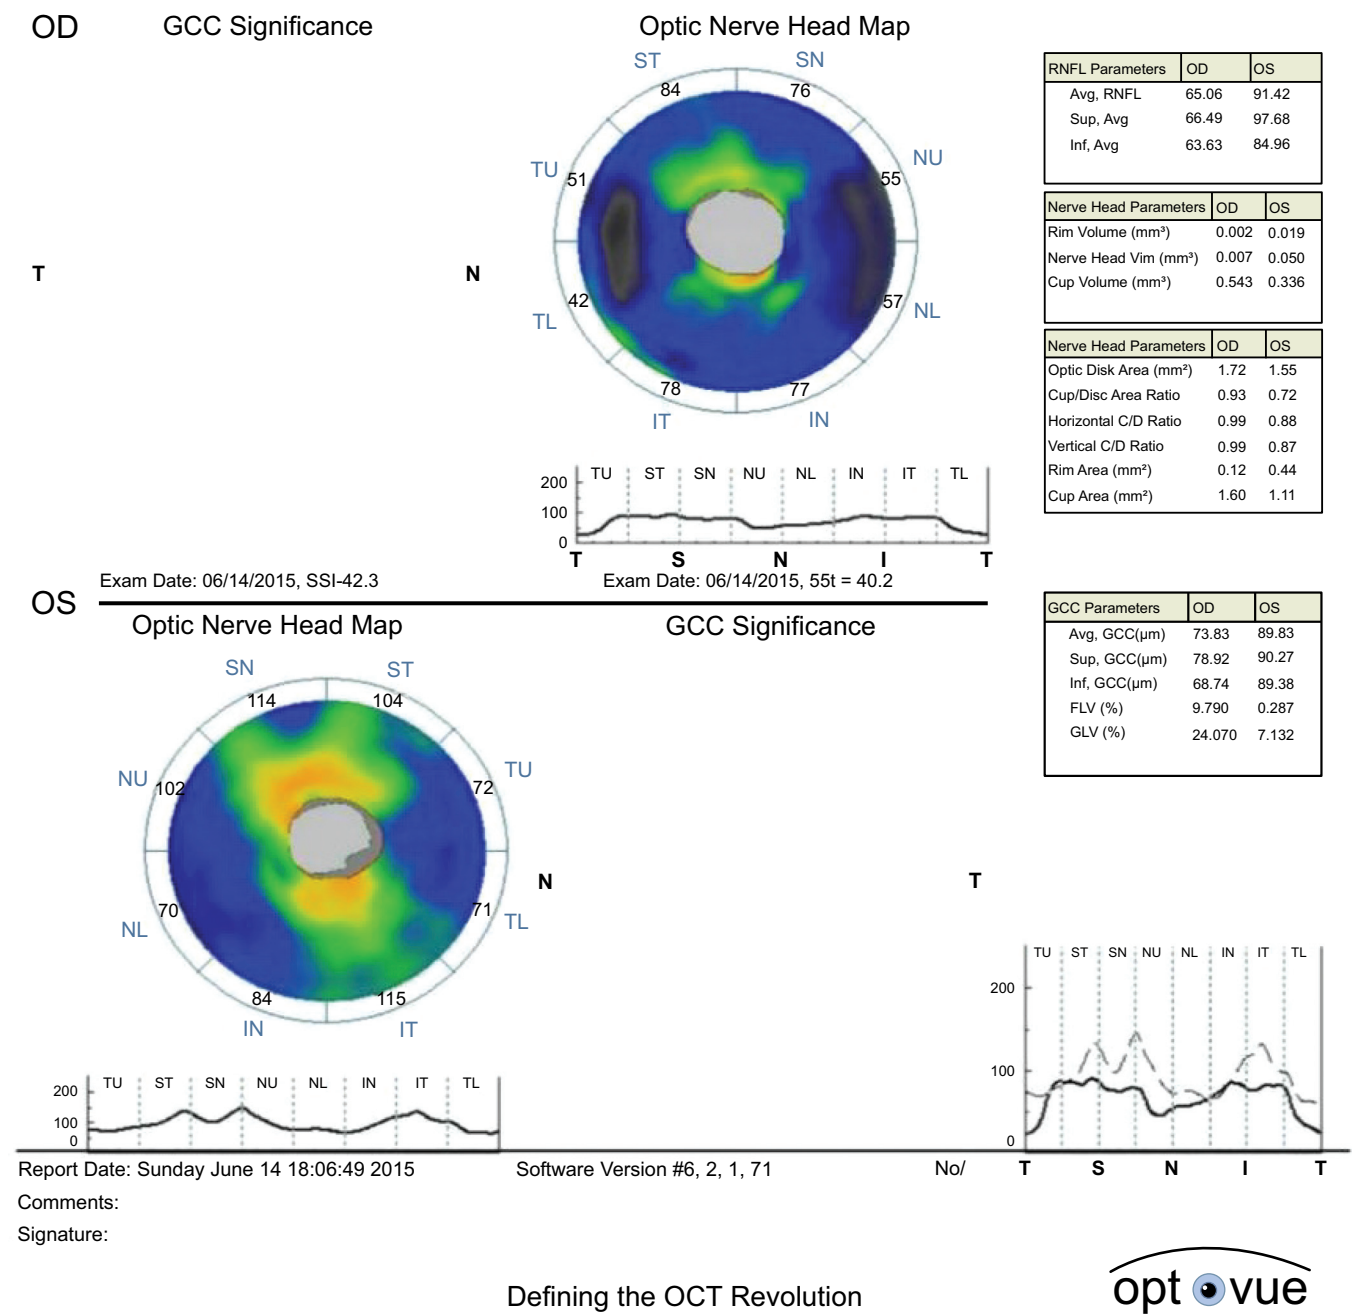 OD GCC Significance Optic Nerve Head Map
ST SN
84 76
TU NU
51 55
T N
42 57
TL NL
78 77
IT IN
RNFL Parameters OD OS
Avg, RNFL 65.06 91.42
Sup, Avg 66.49 97.68
Inf, Avg 63.63 84.96
Nerve Head Parameters OD OS
Rim Volume (mm³) 0.002 0.019
Nerve Head Vim (mm³) 0.007 0.050
Cup Volume (mm³) 0.543 0.336
Nerve Head Parameters OD OS
Optic Disk Area (mm²) 1.72 1.55
Cup/Disc Area Ratio 0.93 0.72
Horizontal C/D Ratio 0.99 0.88
Vertical C/D Ratio 0.99 0.87
Rim Area (mm²) 0.12 0.44
Cup Area (mm²) 1.60 1.11
TU ST SN NU NL IN IT TL
200
100
0
T S N I T
Exam Date: 06/14/2015, SSI-42.3 Exam Date: 06/14/2015, 55t = 40.2
OS
Optic Nerve Head Map GCC Significance
SN ST
114 104
NU TU
102 72
N T
70 71
NL TL
84 115
IN IT
GCC Parameters OD OS
Avg, GCC(µm) 73.83 89.83
Sup, GCC(µm) 78.92 90.27
Inf, GCC(µm) 68.74 89.38
FLV (%) 9.790 0.287
GLV (%) 24.070 7.132
TU ST SN NU NL IN IT TL
200
100
0
TU ST SN NU NL IN IT TL
200
100
0
T S N I T
Report Date: Sunday June 14 18:06:49 2015 Software Version #6, 2, 1, 71 No/
Comments:
Signature:
Defining the OCT Revolution
optovue